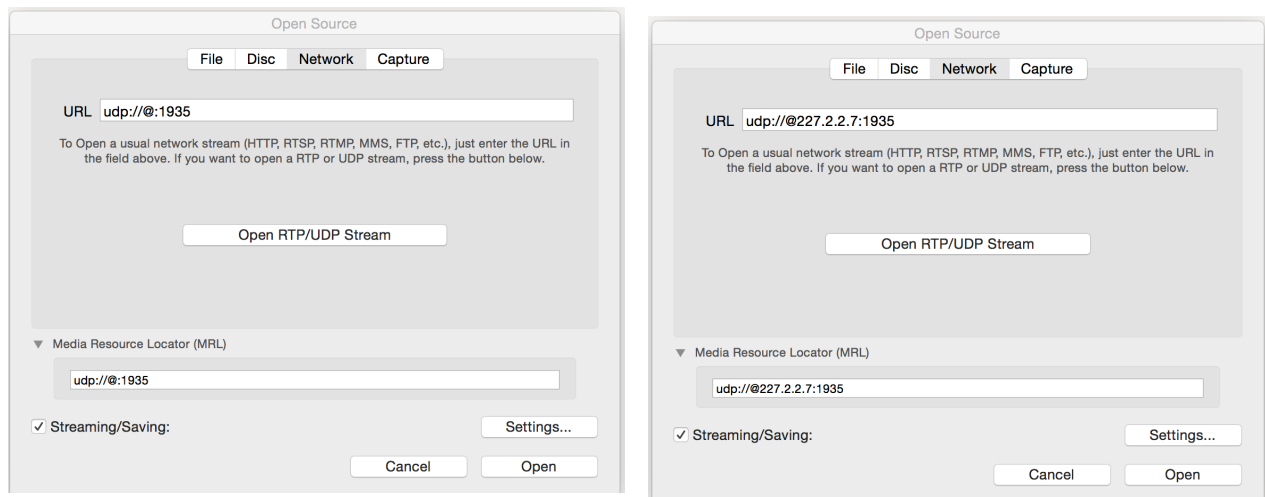 Open Source
File Disc Network Capture
URL udp://@:1935
To Open a usual network stream (HTTP, RTSP, RTMP, MMS, FTP, etc.), just enter the URL in
the field above. If you want to open a RTP or UDP stream, press the button below.
Open RTP/UDP Stream
Media Resource Locator (MRL)
udp://@:1935
Streaming/Saving:
Settings...
Cancel Open
Open Source
File Disc Network Capture
URL udp://@227.2.2.7:1935
To Open a usual network stream (HTTP, RTSP, RTMP, MMS, FTP, etc.), just enter the URL in
the field above. If you want to open a RTP or UDP stream, press the button below.
Open RTP/UDP Stream
Media Resource Locator (MRL)
udp://@227.2.2.7:1935
Streaming/Saving:
Settings...
Cancel Open